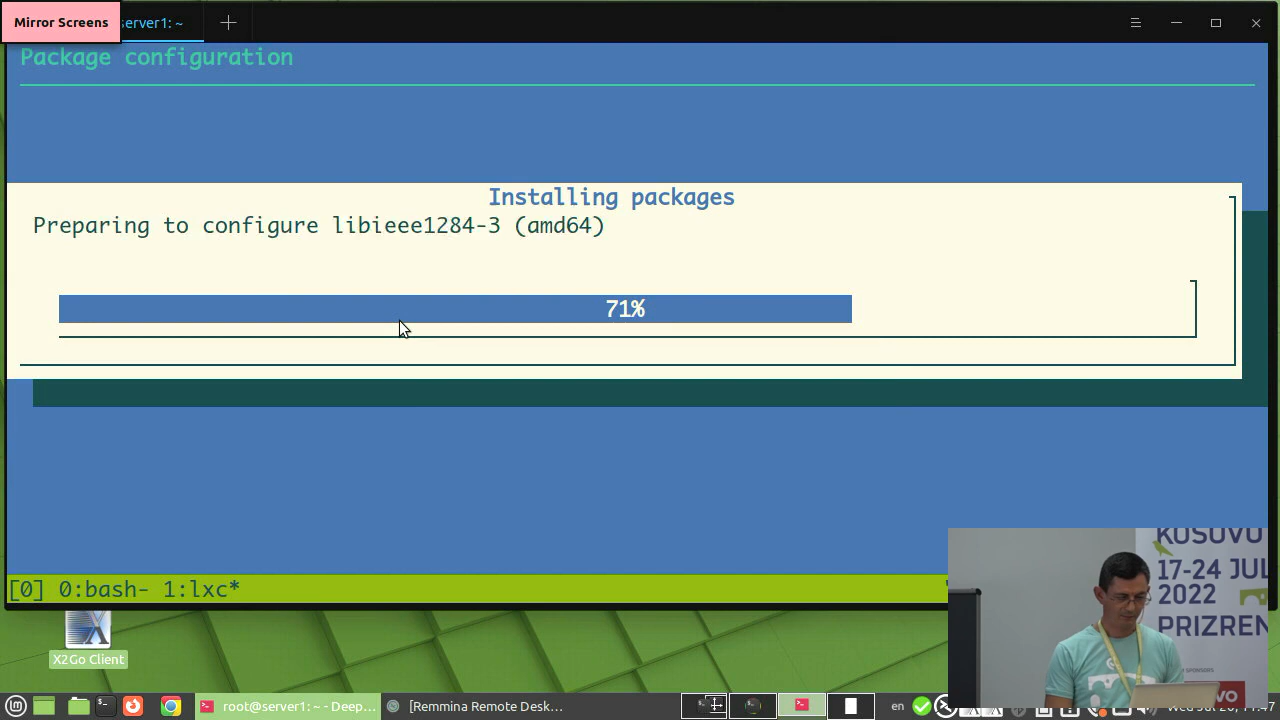 Mirror Screens
server1: ~
Package configuration
Installing packages
Preparing to configure libieee1284-3 (amd64)
71%
[0] 0:bash- 1:lxc*
KOSOVO
17-24 JUL
2022
PRIZREN
SPONSORS
X2Go Client
root@server1: ~ - Deep...
[Remmina Remote Desk...
en